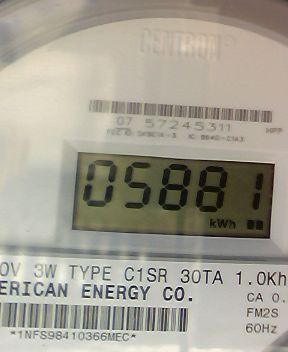 CENTRON
07 57245311 HPP
05881
kWh
0V 3W TYPE C1SR 30TA 1.0Kh
ERICAN ENERGY CO. CA 0.
FM2S
*1NFS98410366MEC* 60Hz